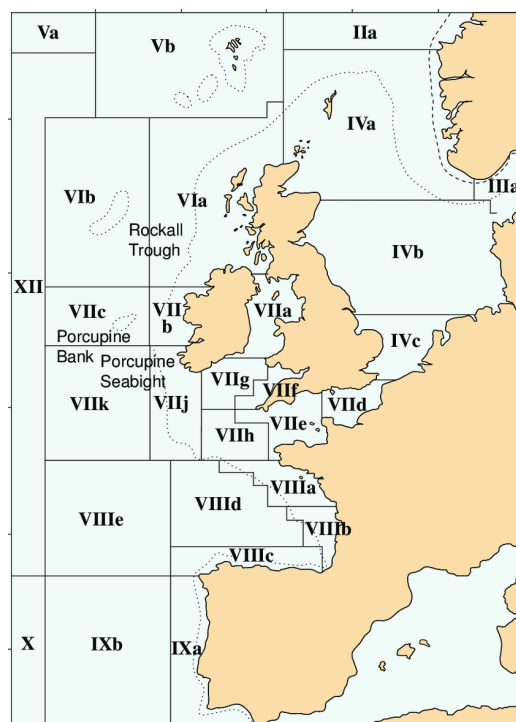 Va
Vb
IIa
IVa
IIIa
VIb
VIa
Rockall
Trough
IVb
XII
VIIc
VII
b
VIIa
Porcupine
Bank
Porcupine
Seabight
IVc
VIIg
VIIf
VIIk
VIIj
VIId
VIIe
VIIh
VIIIa
VIIId
VIIIe
VIIIb
VIIIc
X
IXb
IXa